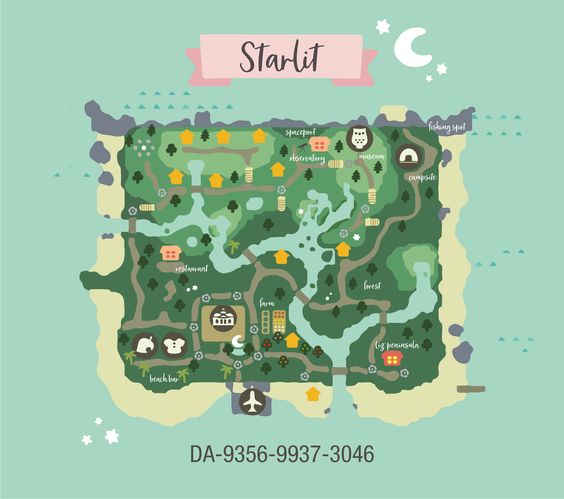 Starlit
spaceport
fishing spot
observatory
museum
campsite
restaurant
forest
farm
liz' peninsula
beach bar
DA-9356-9937-3046